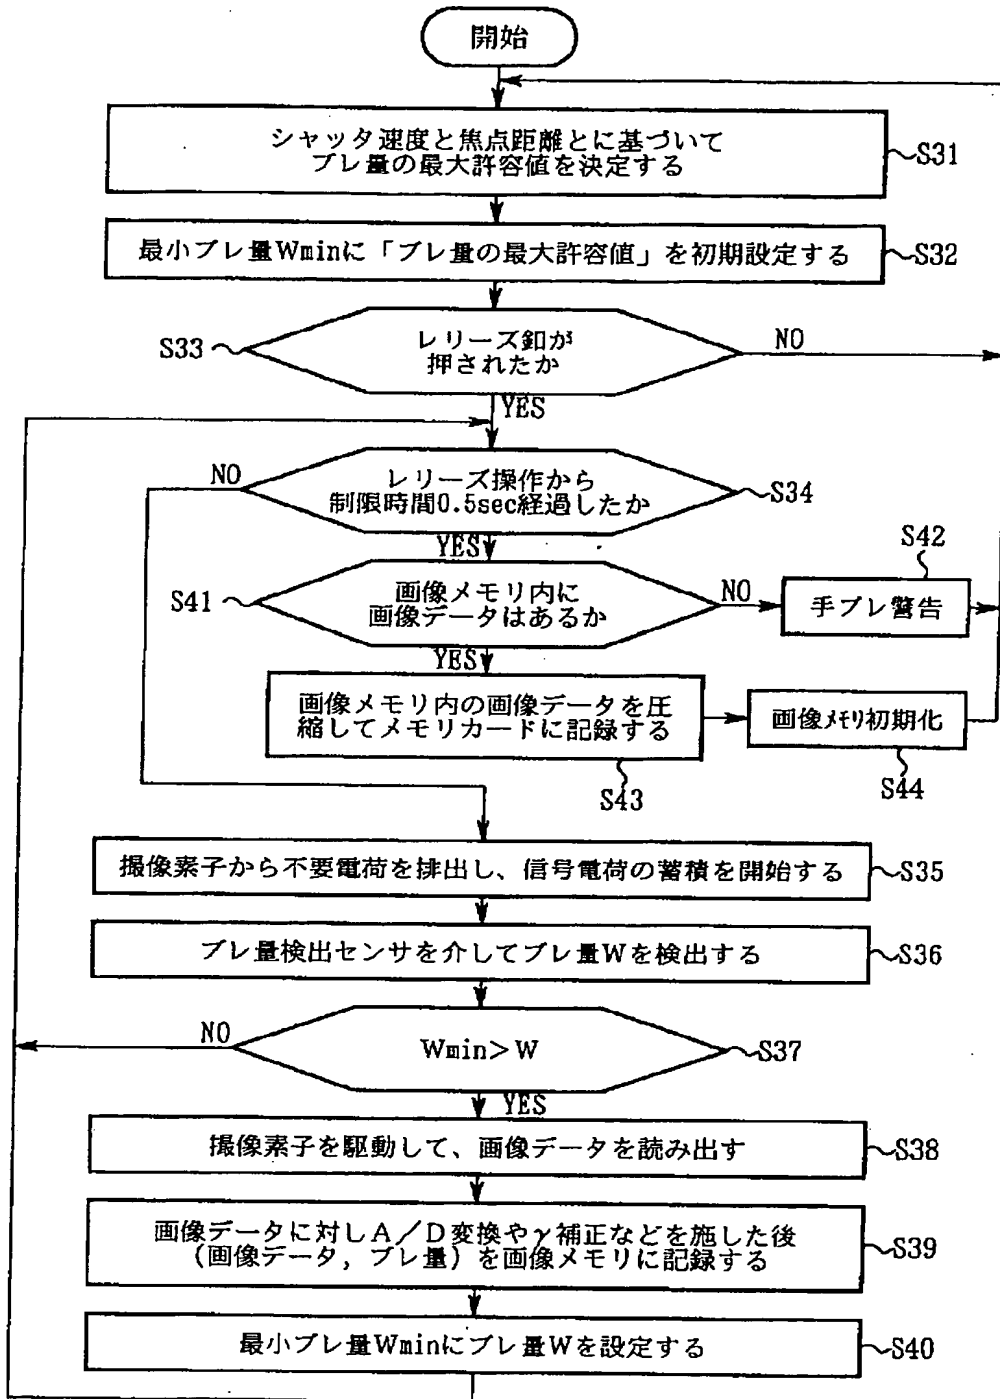 開始
シャッタ速度と焦点距離とに基づいて
ブレ量の最大許容値を決定する
S31
最小ブレ量Wminに「ブレ量の最大許容値」を初期設定する
S32
S33
レリーズ釦が
押されたか
NO
YES
NO
レリーズ操作から
制限時間0.5sec経過したか
S34
YES
S41
画像メモリ内に
画像データはあるか
NO
S42
手ブレ警告
YES
画像メモリ内の画像データを圧
縮してメモリカードに記録する
S43
画像メモリ初期化
S44
撮像素子から不要電荷を排出し、信号電荷の蓄積を開始する
S35
ブレ量検出センサを介してブレ量Wを検出する
S36
NO
Wmin>W
S37
YES
撮像素子を駆動して、画像データを読み出す
S38
画像データに対しA/D変換やγ補正などを施した後
(画像データ, ブレ量)を画像メモリに記録する
S39
最小ブレ量Wminにブレ量Wを設定する
S40